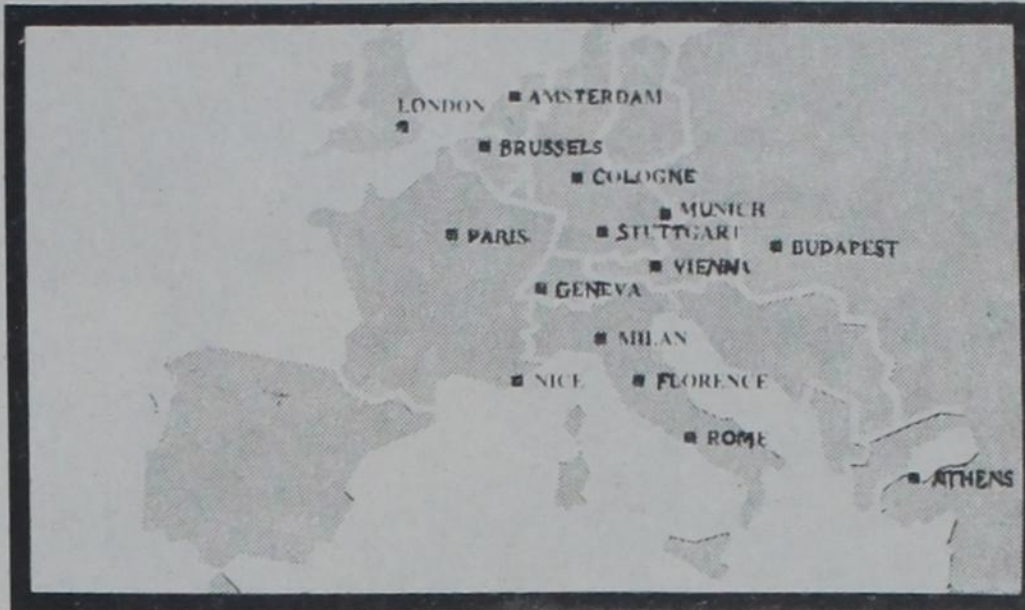 LONDON
AMSTERDAM
BRUSSELS
COLOGNE
MUNICH
PARIS
STUTTGART
BUDAPEST
VIENNA
GENEVA
MILAN
NICE
FLORENCE
ROME
ATHENS